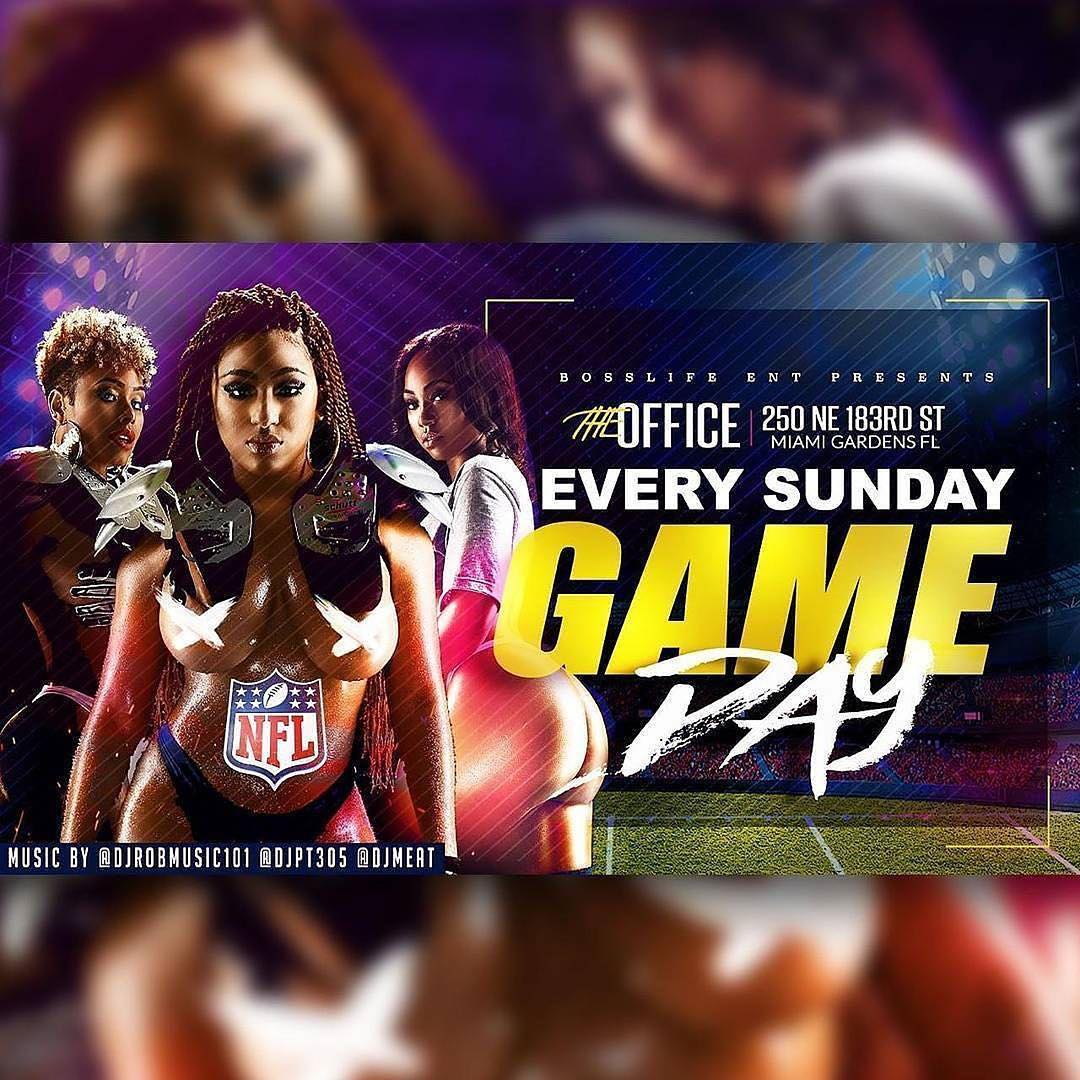 BOSSLIFE ENT PRESENTS
THE OFFICE | 250 NE 183RD ST
MIAMI GARDENS FL
EVERY SUNDAY
GAME
DAY
NFL
MUSIC BY @DJROBMUSIC101 @DJPT305 @DJMEAT